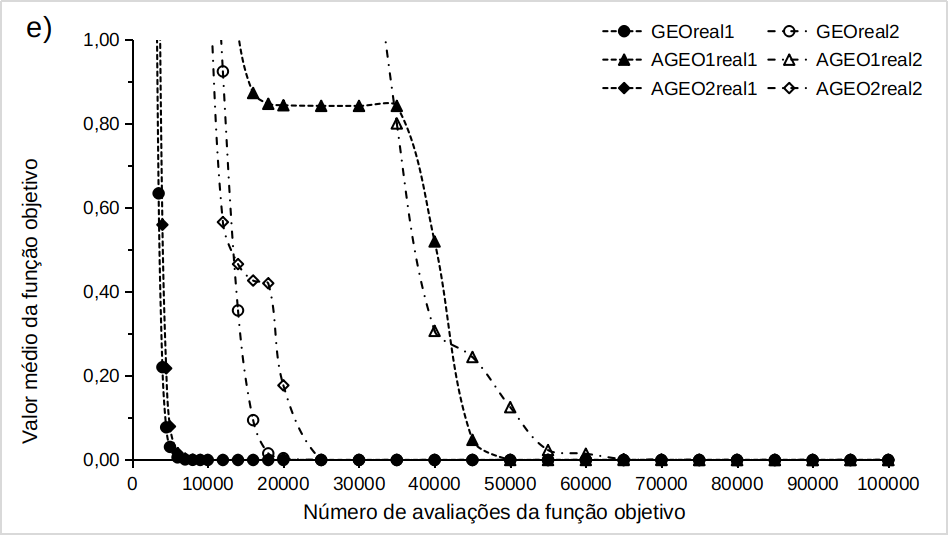 e)
GEOreal1 GEOreal2
AGEO1real1 AGEO1real2
AGEO2real1 AGEO2real2
Valor médio da função objetivo
1,00
0,80
0,60
0,40
0,20
0,00
0 10000 20000 30000 40000 50000 60000 70000 80000 90000 100000
Número de avaliações da função objetivo